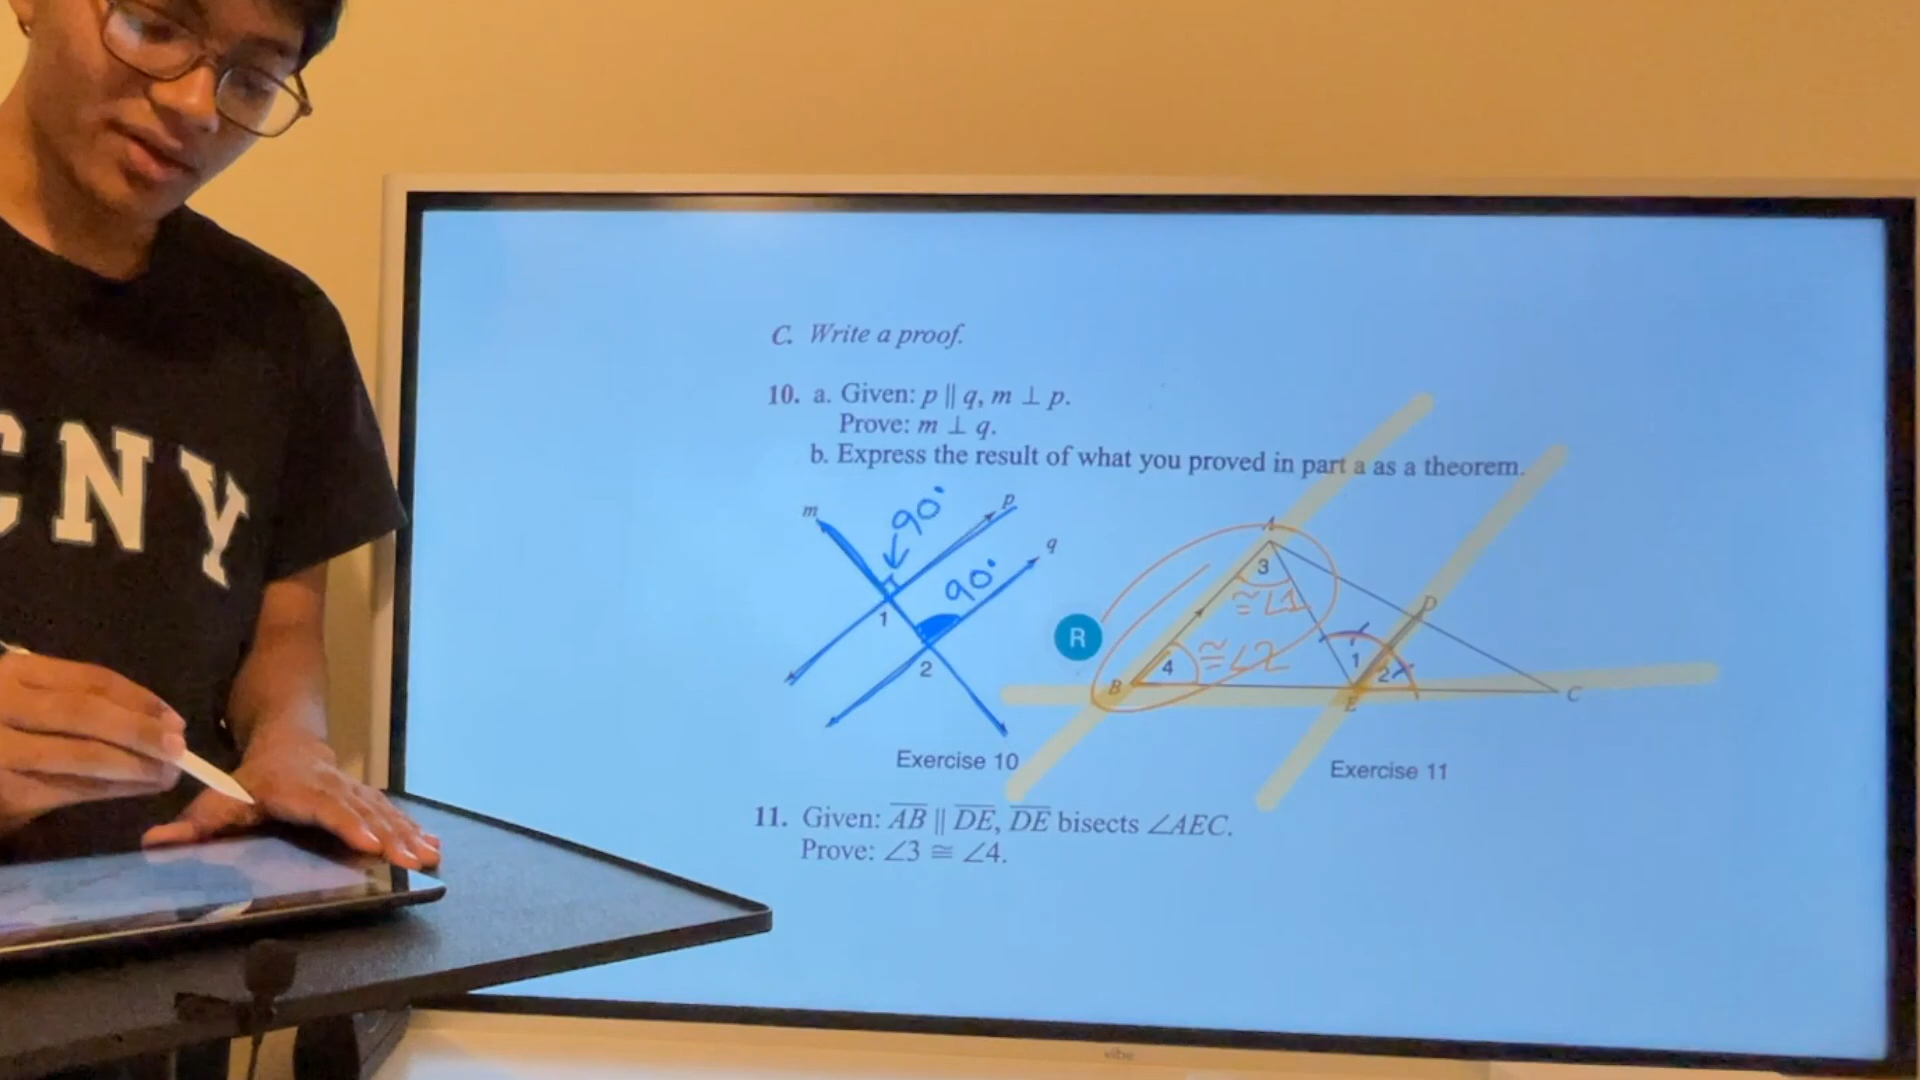 C. Write a proof.
10. a. Given: p ∥ q, m ⊥ p.
Prove: m ⊥ q.
b. Express the result of what you proved in part a as a theorem.
m
90°
p
90°
q
1
2
Exercise 10
R
A
3
≅∠1
4
≅∠2
B
1
2
D
E
C
Exercise 11
11. Given: AB ∥ DE, DE bisects ∠AEC.
Prove: ∠3 ≅ ∠4.
CNY
vibe